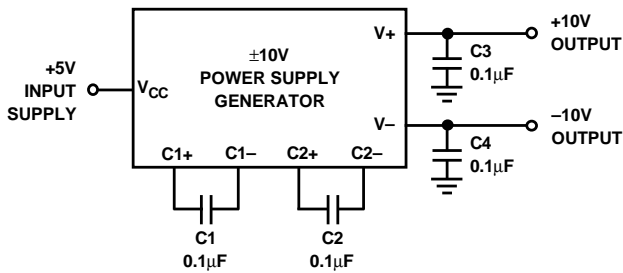 +5V
INPUT
SUPPLY
V_CC
±10V
POWER SUPPLY
GENERATOR
V+
C3
0.1μF
+10V
OUTPUT
V–
C4
0.1μF
–10V
OUTPUT
C1+ C1– C2+ C2–
C1
0.1μF
C2
0.1μF